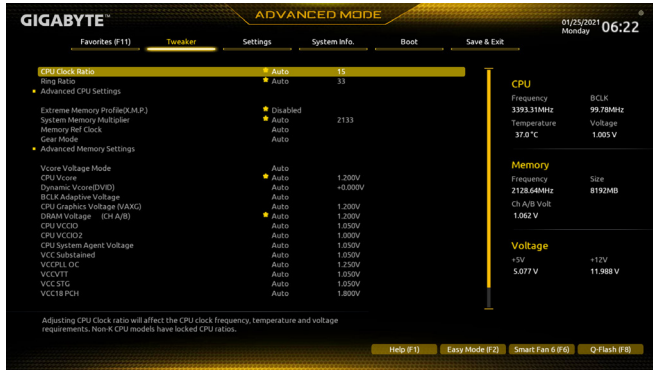 GIGABYTE™
ADVANCED MODE
01/25/2021 Monday 06:22
Favorites (F11) Tweaker Settings System Info. Boot Save & Exit
CPU Clock Ratio Auto 15
Ring Ratio Auto 33
Advanced CPU Settings
Extreme Memory Profile(X.M.P.) Disabled
System Memory Multiplier Auto 2133
Memory Ref Clock Auto
Gear Mode Auto
Advanced Memory Settings
Vcore Voltage Mode Auto
CPU Vcore Auto 1.200V
Dynamic Vcore(DVID) Auto +0.000V
BCLK Adaptive Voltage Auto
CPU Graphics Voltage (VAXG) Auto 1.200V
DRAM Voltage (CH A/B) Auto 1.200V
CPU VCCIO Auto 1.050V
CPU VCCIO2 Auto 1.000V
CPU System Agent Voltage Auto 1.050V
VCC Substained Auto 1.050V
VCCPLL OC Auto 1.250V
VCCVTT Auto 1.050V
VCC STG Auto 1.050V
VCC18 PCH Auto 1.800V
CPU
Frequency BCLK
3393.31MHz 99.78MHz
Temperature Voltage
37.0 °C 1.005 V
Memory
Frequency Size
2128.64MHz 8192MB
Ch A/B Volt
1.062 V
Voltage
+5V +12V
5.077 V 11.988 V
Adjusting CPU Clock ratio will affect the CPU clock frequency, temperature and voltage
requirements. Non-K CPU models have locked CPU ratios.
Help (F1) Easy Mode (F2) Smart Fan 6 (F6) Q-Flash (F8)